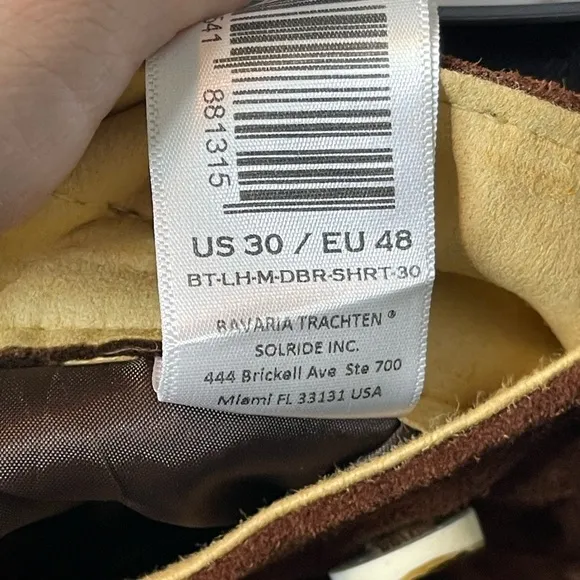 541
881315
US 30 / EU 48
BT-LH-M-DBR-SHRT-30
BAVARIA TRACHTEN ®
SOLRIDE INC.
444 Brickell Ave Ste 700
Miami FL 33131 USA